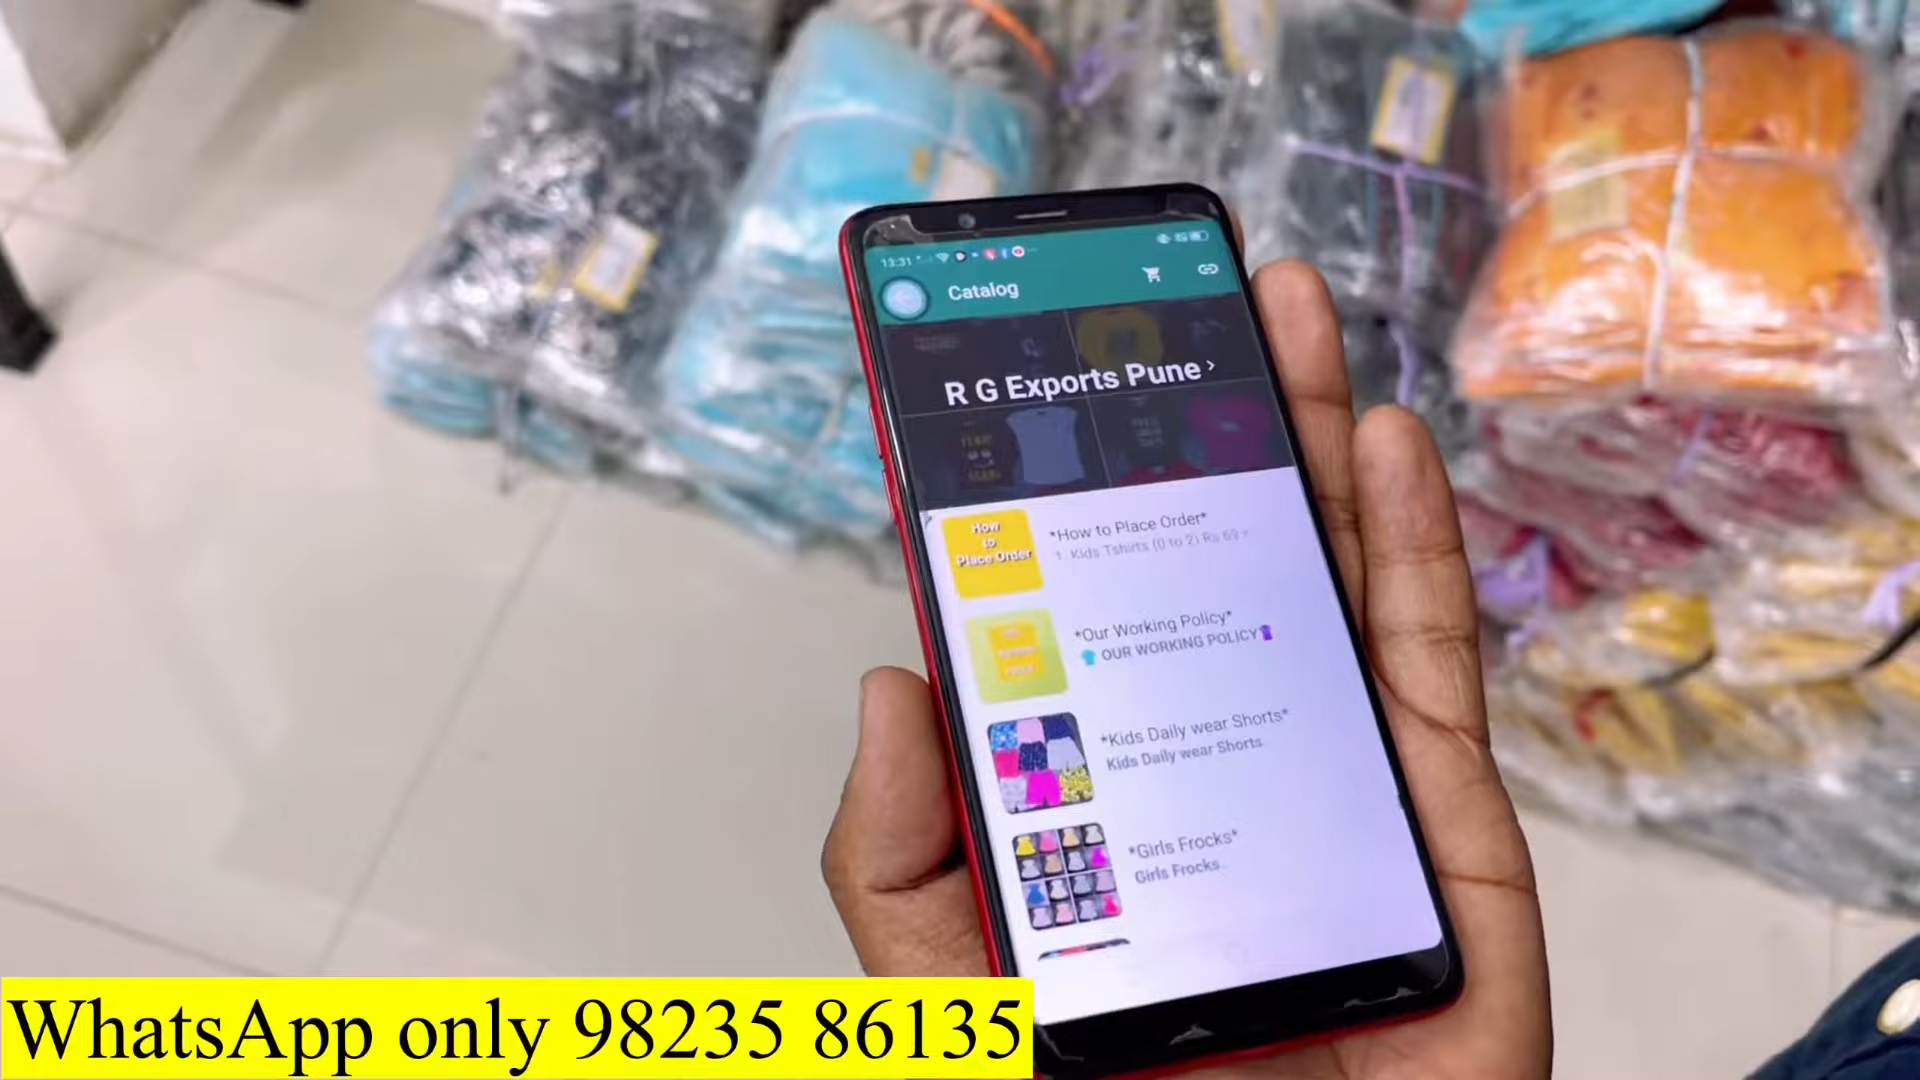 13:31
Catalog
R G Exports Pune ›
How
to
Place Order
*How to Place Order*
1. Kids Tshirts (0 to 2) Rs 69
*Our Working Policy*
OUR WORKING POLICY
*Kids Daily wear Shorts*
Kids Daily wear Shorts
*Girls Frocks*
Girls Frocks..
WhatsApp only 98235 86135